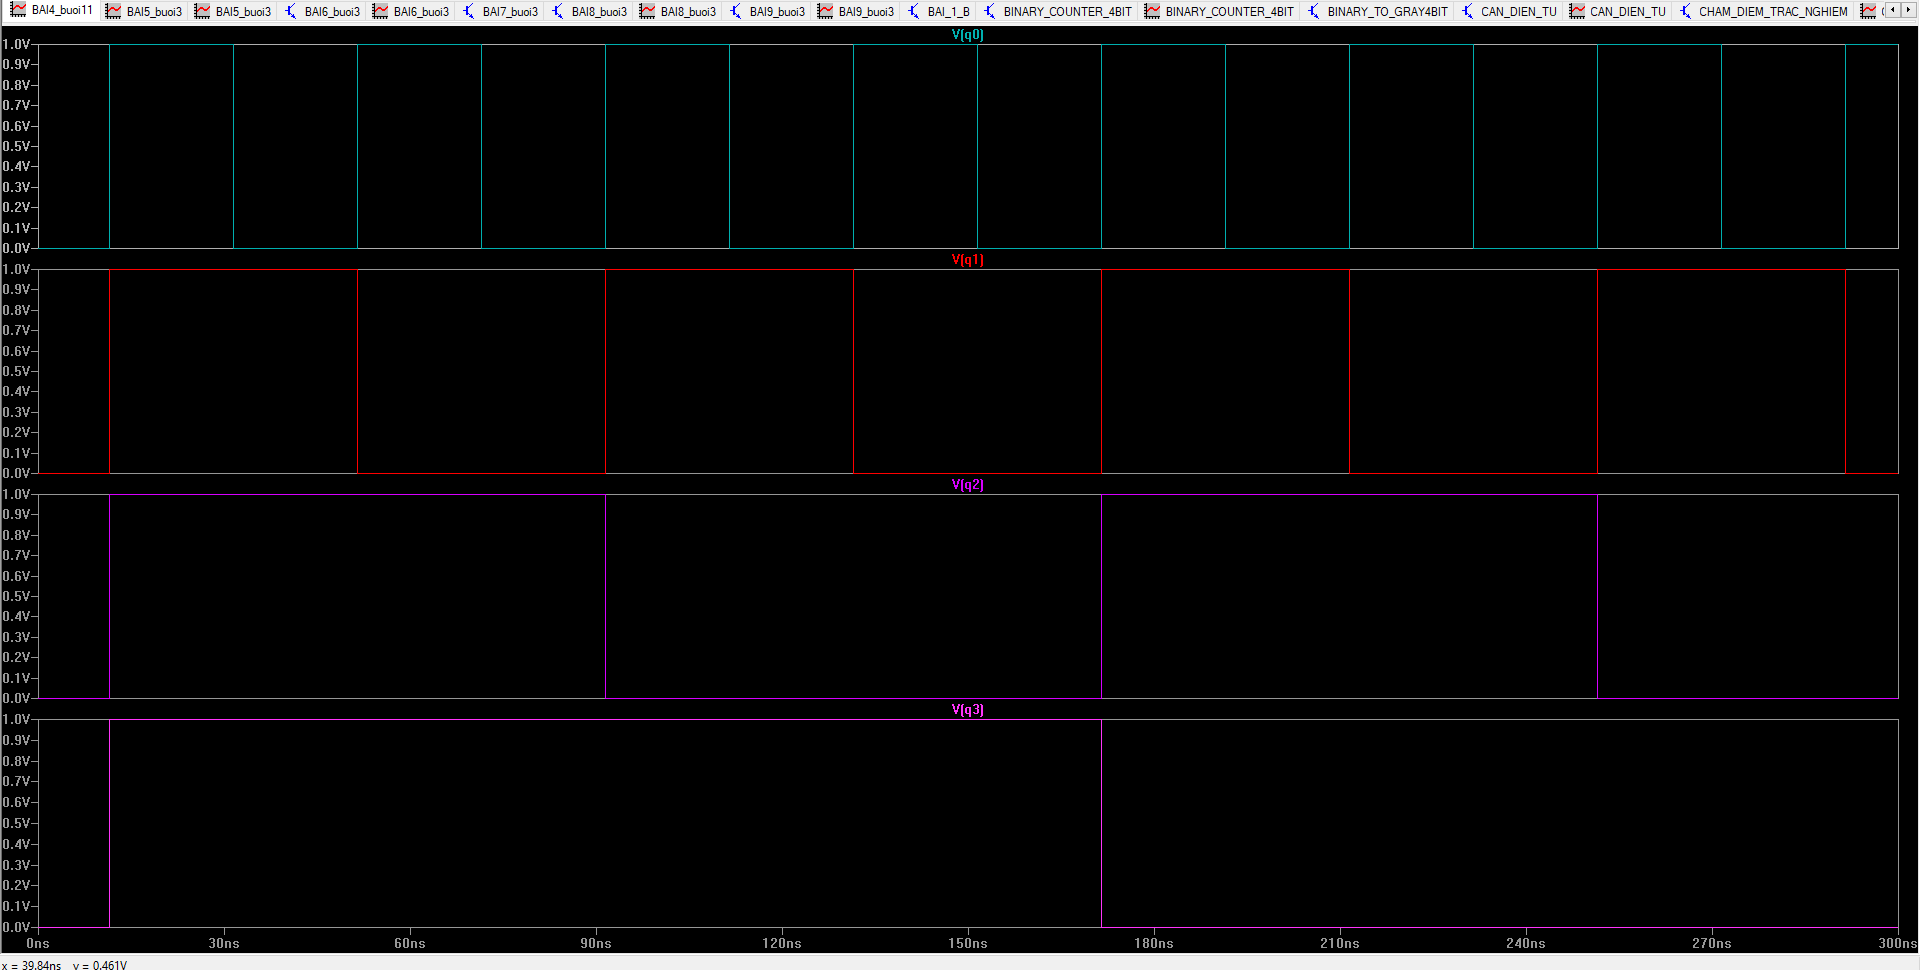 BAI4_buoi11 BAI5_buoi3 BAI5_buoi3 BAI6_buoi3 BAI6_buoi3 BAI7_buoi3 BAI8_buoi3 BAI8_buoi3 BAI9_buoi3 BAI9_buoi3 BAI_1_B BINARY_COUNTER_4BIT BINARY_COUNTER_4BIT BINARY_TO_GRAY4BIT CAN_DIEN_TU CAN_DIEN_TU CHAM_DIEM_TRAC_NGHIEM
V(q0)
1.0V
0.9V
0.8V
0.7V
0.6V
0.5V
0.4V
0.3V
0.2V
0.1V
0.0V
V(q1)
1.0V
0.9V
0.8V
0.7V
0.6V
0.5V
0.4V
0.3V
0.2V
0.1V
0.0V
V(q2)
1.0V
0.9V
0.8V
0.7V
0.6V
0.5V
0.4V
0.3V
0.2V
0.1V
0.0V
V(q3)
1.0V
0.9V
0.8V
0.7V
0.6V
0.5V
0.4V
0.3V
0.2V
0.1V
0.0V
0ns 30ns 60ns 90ns 120ns 150ns 180ns 210ns 240ns 270ns 300ns
x = 39.84ns y = 0.461V